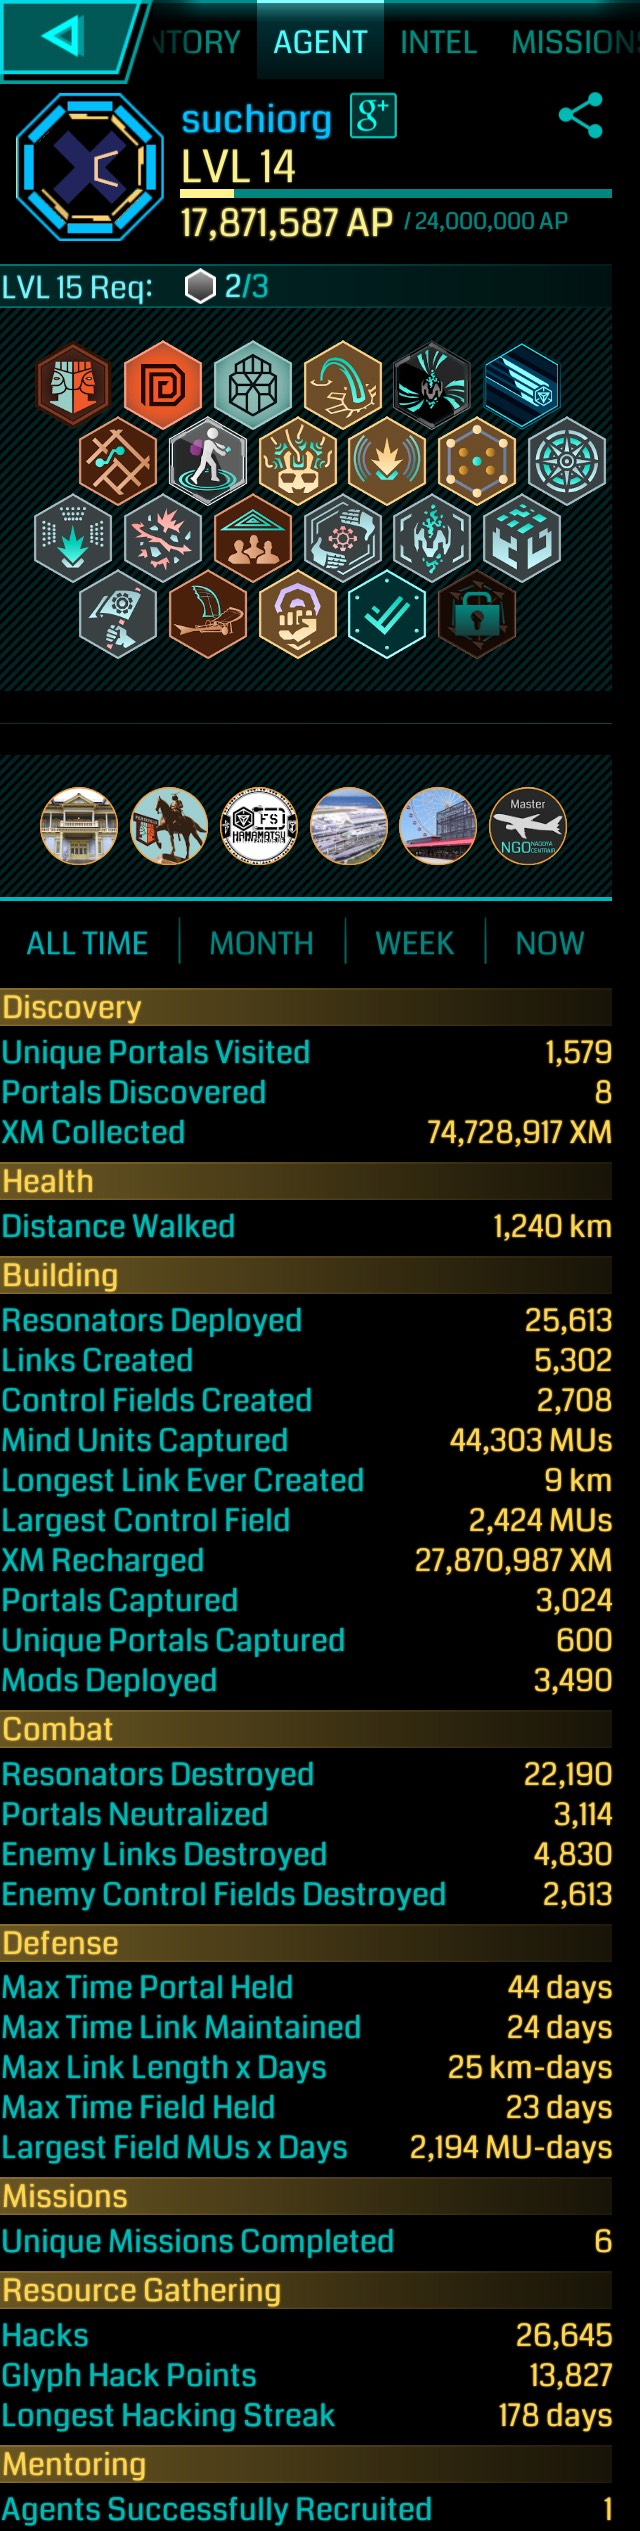 NTORY AGENT INTEL MISSIONS
suchiorg g+
LVL 14
17,871,587 AP / 24,000,000 AP
LVL 15 Req: 2/3
FS
HAMAMATSU
Master
NGO NAGOYA CENTRAIR
ALL TIME MONTH WEEK NOW
Discovery
Unique Portals Visited 1,579
Portals Discovered 8
XM Collected 74,728,917 XM
Health
Distance Walked 1,240 km
Building
Resonators Deployed 25,613
Links Created 5,302
Control Fields Created 2,708
Mind Units Captured 44,303 MUs
Longest Link Ever Created 9 km
Largest Control Field 2,424 MUs
XM Recharged 27,870,987 XM
Portals Captured 3,024
Unique Portals Captured 600
Mods Deployed 3,490
Combat
Resonators Destroyed 22,190
Portals Neutralized 3,114
Enemy Links Destroyed 4,830
Enemy Control Fields Destroyed 2,613
Defense
Max Time Portal Held 44 days
Max Time Link Maintained 24 days
Max Link Length x Days 25 km-days
Max Time Field Held 23 days
Largest Field MUs x Days 2,194 MU-days
Missions
Unique Missions Completed 6
Resource Gathering
Hacks 26,645
Glyph Hack Points 13,827
Longest Hacking Streak 178 days
Mentoring
Agents Successfully Recruited 1